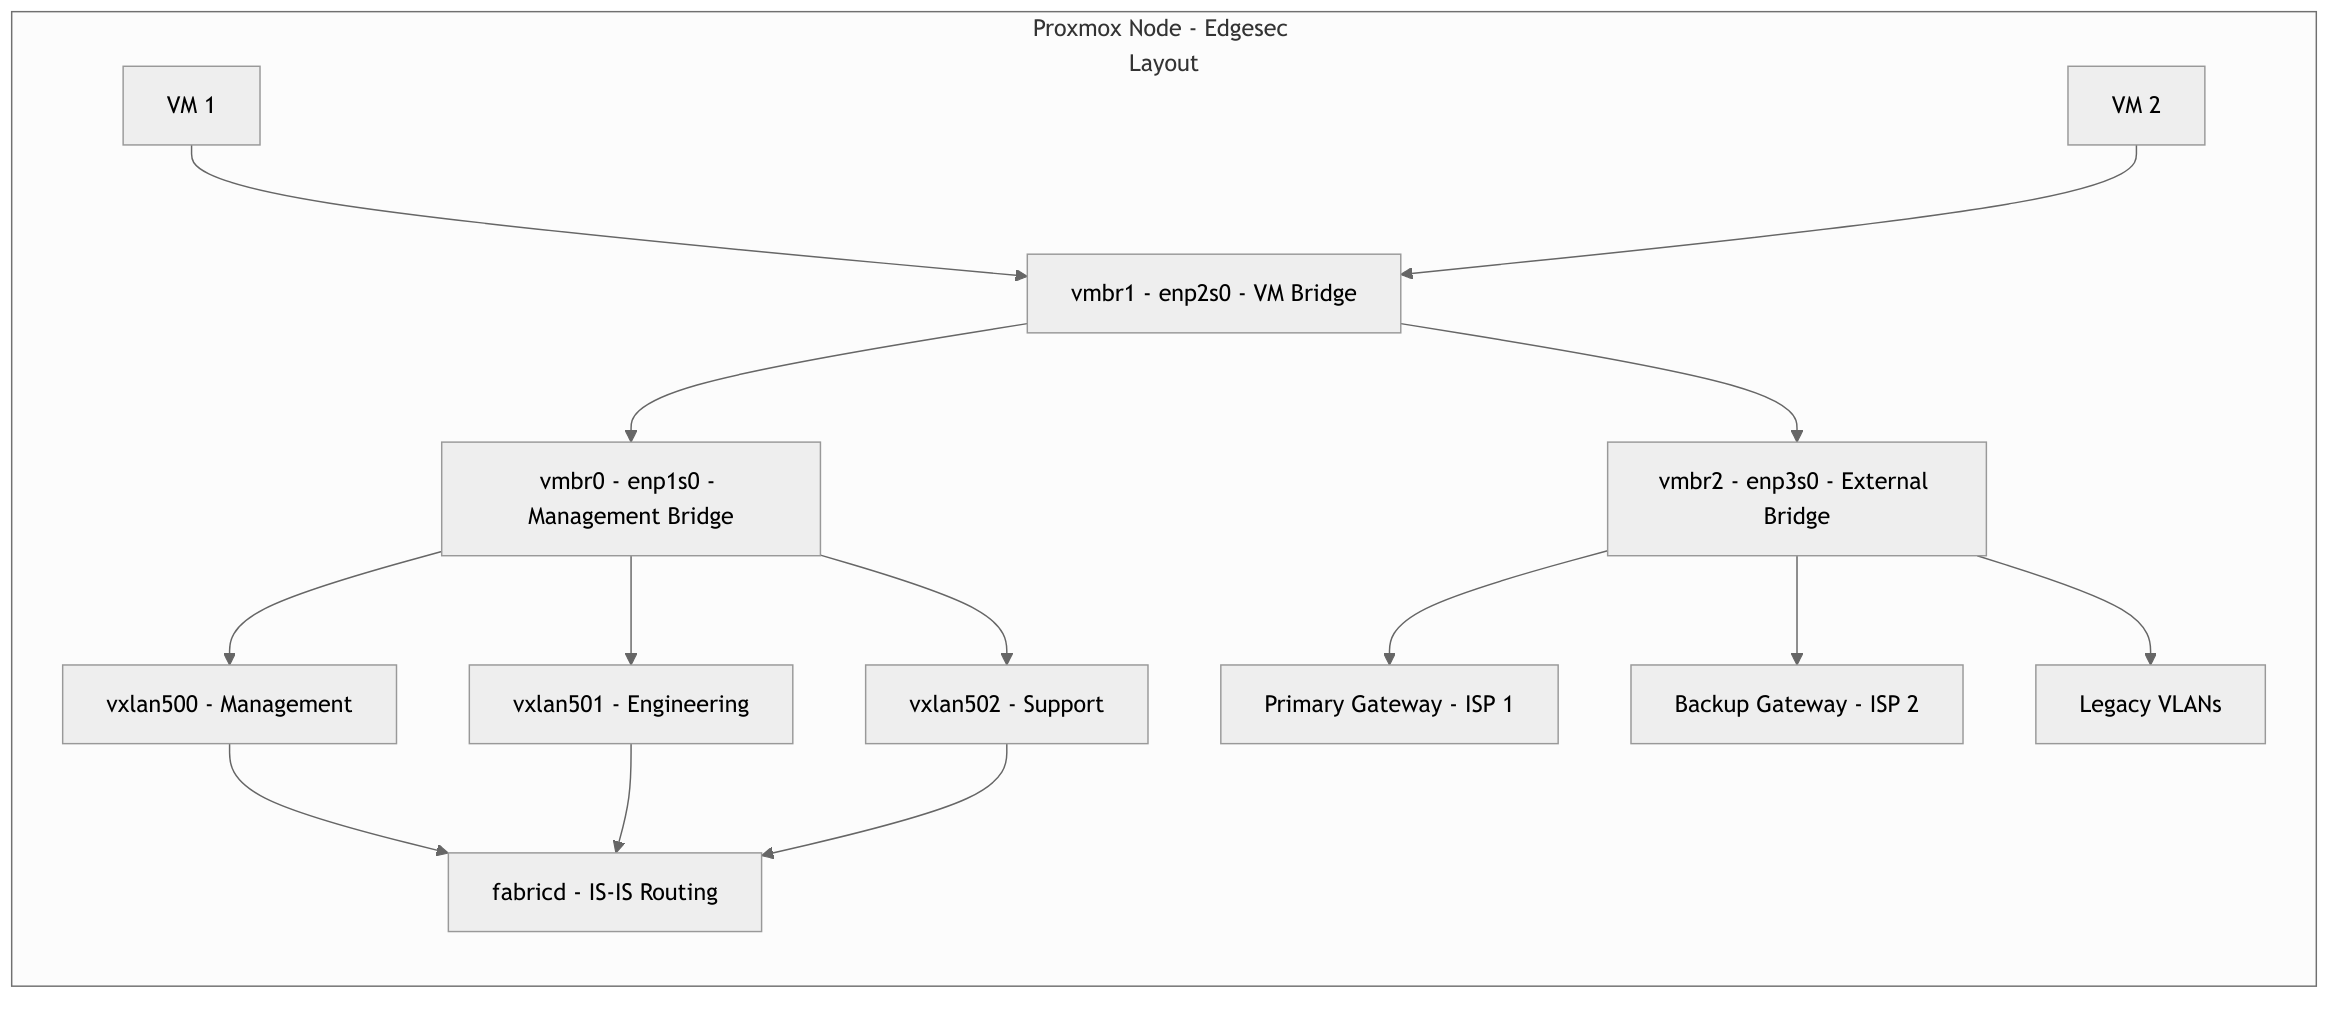 Proxmox Node - Edgesec
Layout
VM 1
VM 2
vmbr1 - enp2s0 - VM Bridge
vmbr0 - enp1s0 -
Management Bridge
vmbr2 - enp3s0 - External
Bridge
vxlan500 - Management
vxlan501 - Engineering
vxlan502 - Support
Primary Gateway - ISP 1
Backup Gateway - ISP 2
Legacy VLANs
fabricd - IS-IS Routing